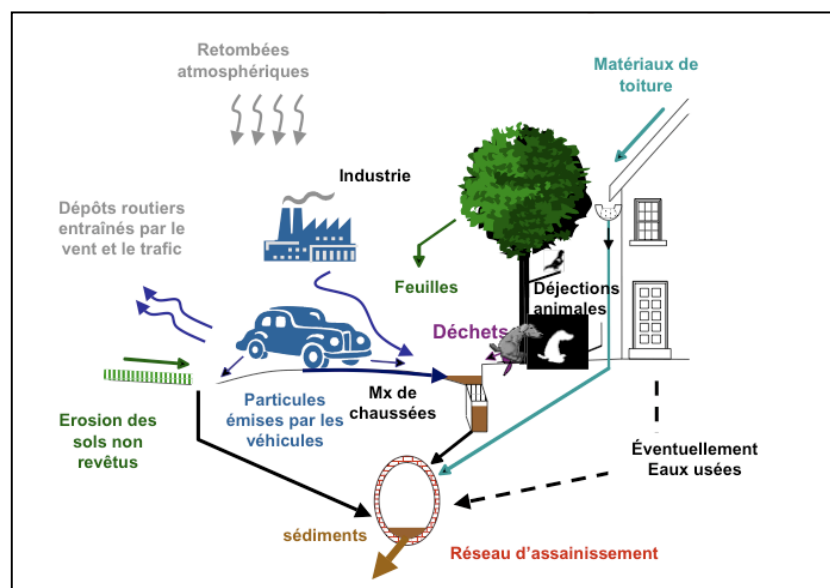 Retombées
atmosphériques
Matériaux de
toiture
Industrie
Dépôts routiers
entraînés par le
vent et le trafic
Feuilles
Déjections
animales
Déchets
Erosion des
sols non
revêtus
Particules
émises par les
véhicules
Mx de
chaussées
Éventuellement
Eaux usées
sédiments
Réseau d'assainissement